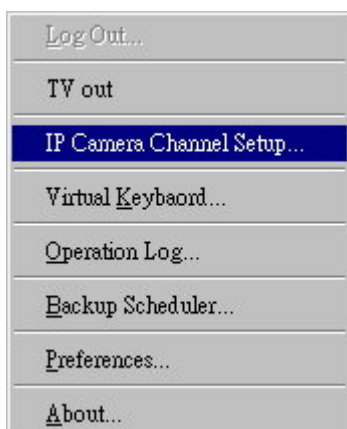 Log Out...
TV out
IP Camera Channel Setup...
Virtual Keybaord...
Operation Log...
Backup Scheduler...
Preferences...
About...